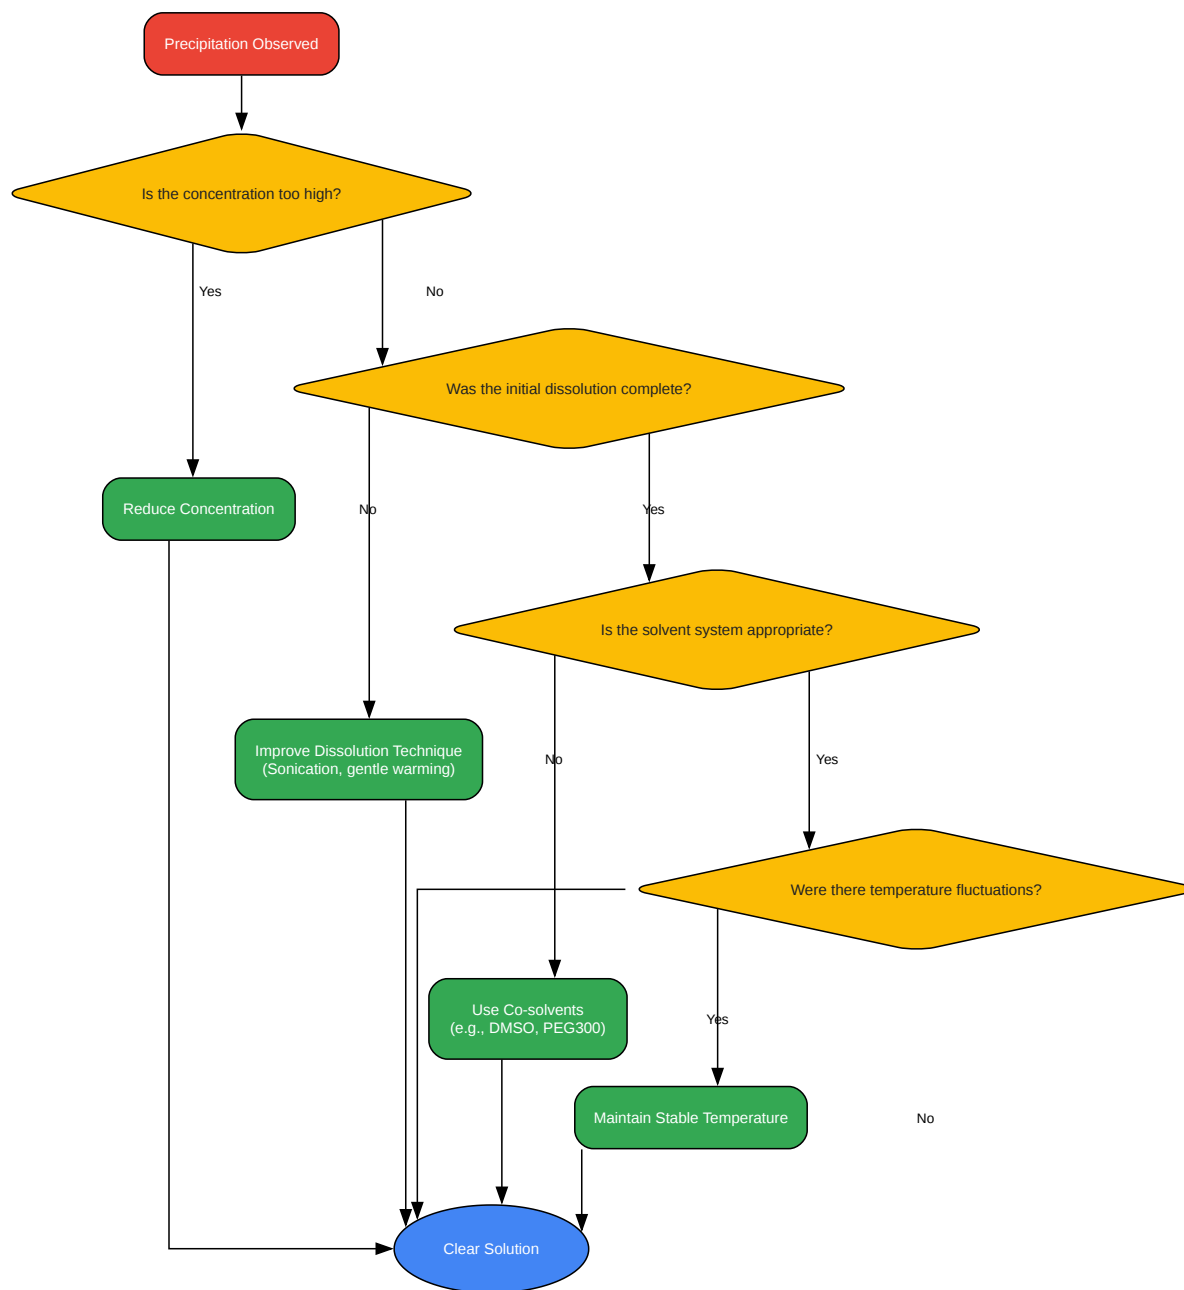 Precipitation Observed
Is the concentration too high?
Yes
No
Was the initial dissolution complete?
Reduce Concentration
No
Yes
Is the solvent system appropriate?
Improve Dissolution Technique
(Sonication, gentle warming)
No
Yes
Were there temperature fluctuations?
Use Co-solvents
(e.g., DMSO, PEG300)
Yes
Maintain Stable Temperature
No
Clear Solution